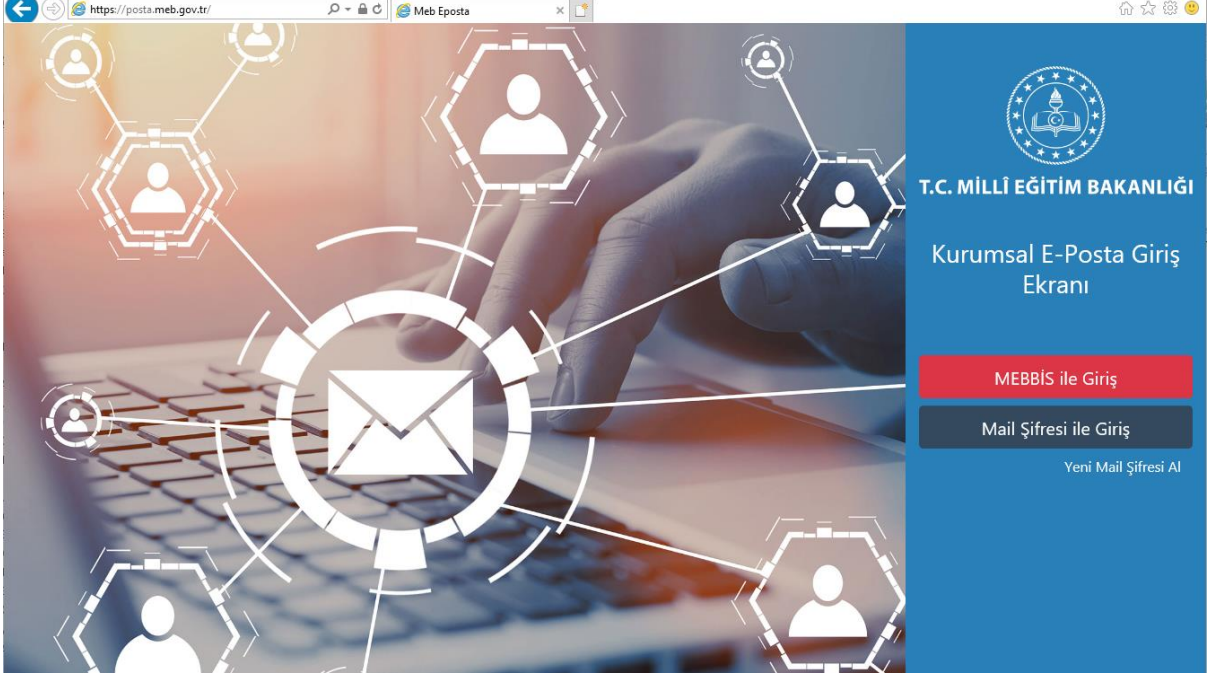 https://posta.meb.gov.tr/
Meb Eposta
T.C. MİLLÎ EĞİTİM BAKANLIĞI
Kurumsal E-Posta Giriş
Ekranı
MEBBİS ile Giriş
Mail Şifresi ile Giriş
Yeni Mail Şifresi Al